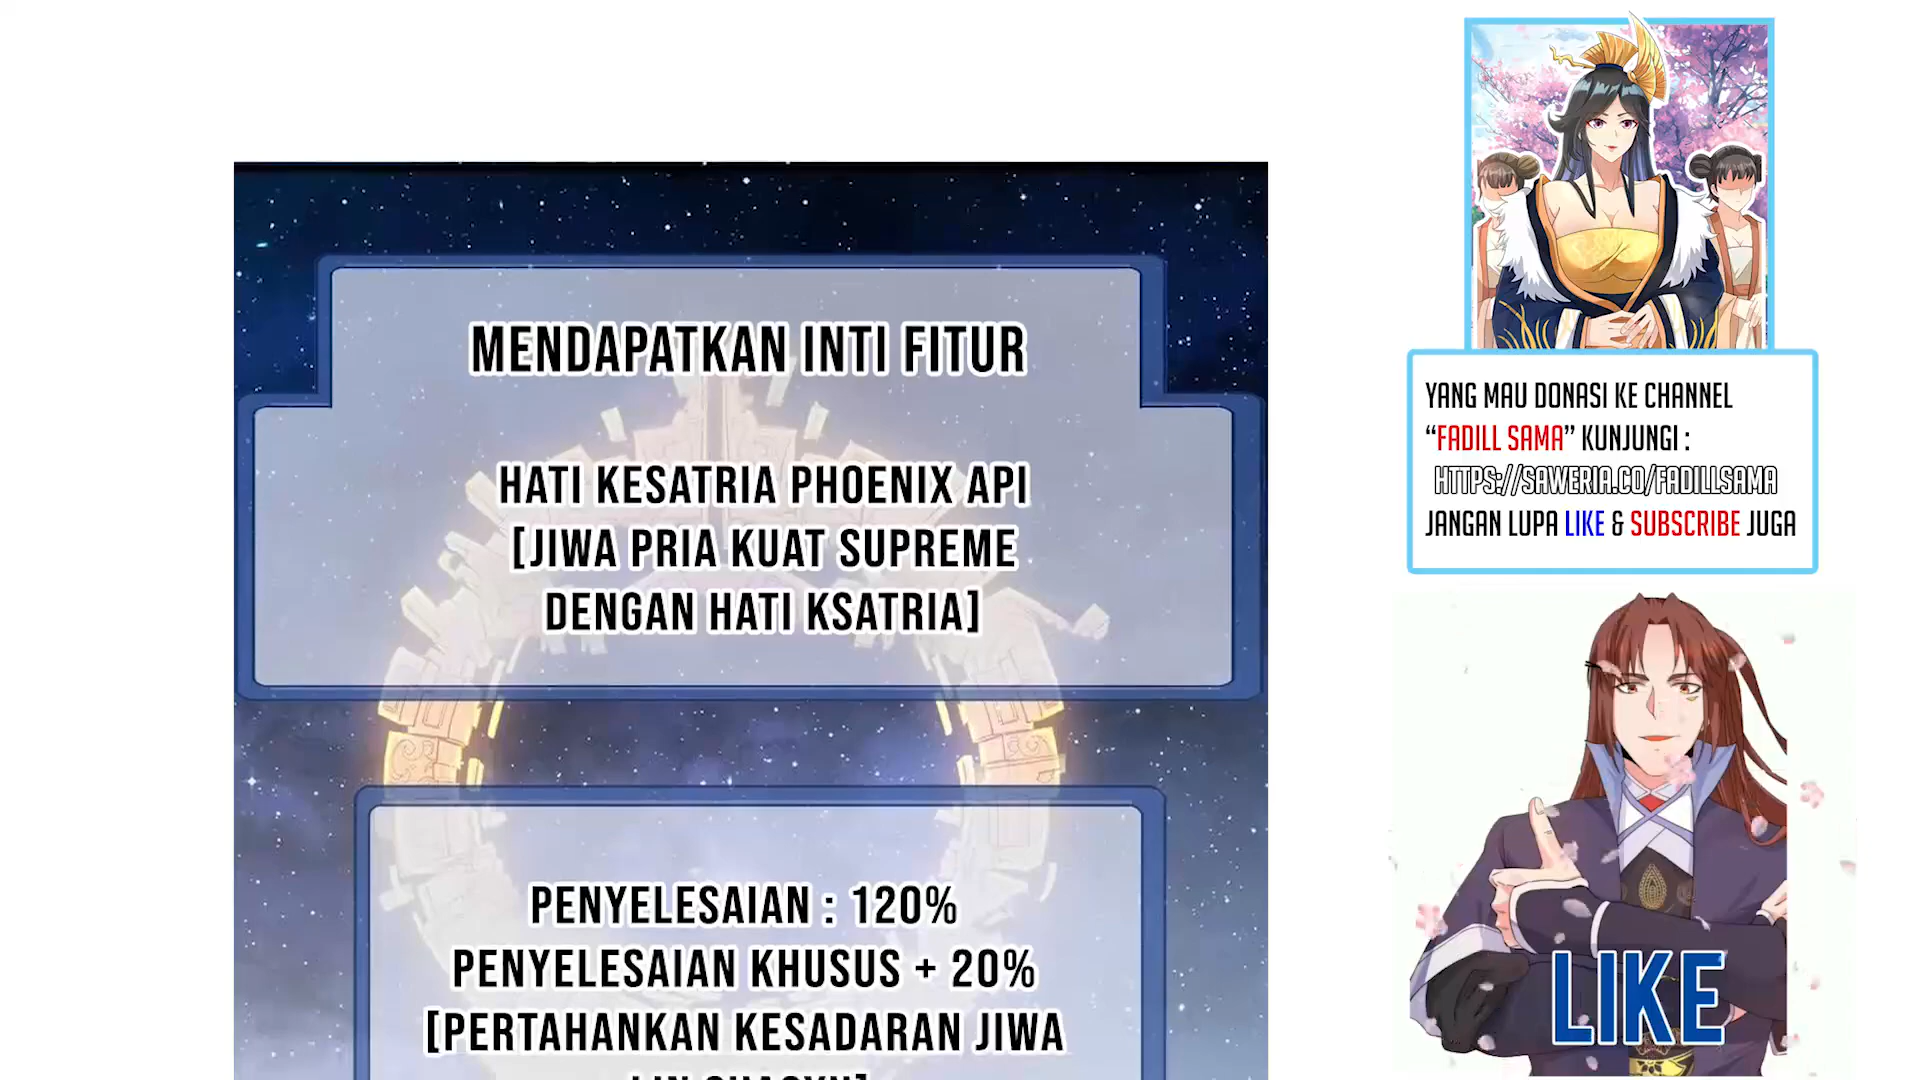 MENDAPATKAN INTI FITUR
HATI KESATRIA PHOENIX API
[JIWA PRIA KUAT SUPREME
DENGAN HATI KSATRIA]
PENYELESAIAN : 120%
PENYELESAIAN KHUSUS + 20%
[PERTAHANKAN KESADARAN JIWA
YANG MAU DONASI KE CHANNEL
“FADILL SAMA” KUNJUNGI :
HTTPS://SAWERIA.CO/FADILLSAMA
JANGAN LUPA LIKE & SUBSCRIBE JUGA
LIKE